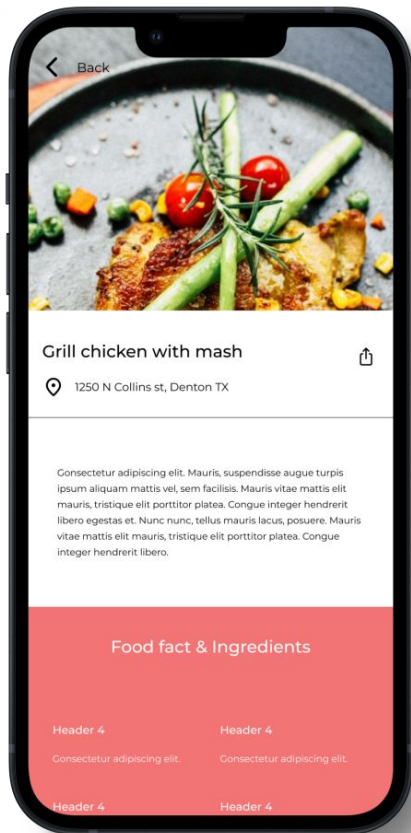 Back
Grill chicken with mash
1250 N Collins st, Denton TX
Gonsectetur adipiscing elit. Mauris, suspendisse augue turpis
ipsum aliquam mattis vel, sem facilisis. Mauris vitae mattis elit
mauris, tristique elit porttitor platea. Congue integer hendrerit
libero egestas et. Nunc nunc, tellus mauris lacus, posuere. Mauris
vitae mattis elit mauris, tristique elit porttitor platea. Congue
integer hendrerit libero.
Food fact & Ingredients
Header 4 Header 4
Gonsectetur adipiscing elit. Gonsectetur adipiscing elit.
Header 4 Header 4